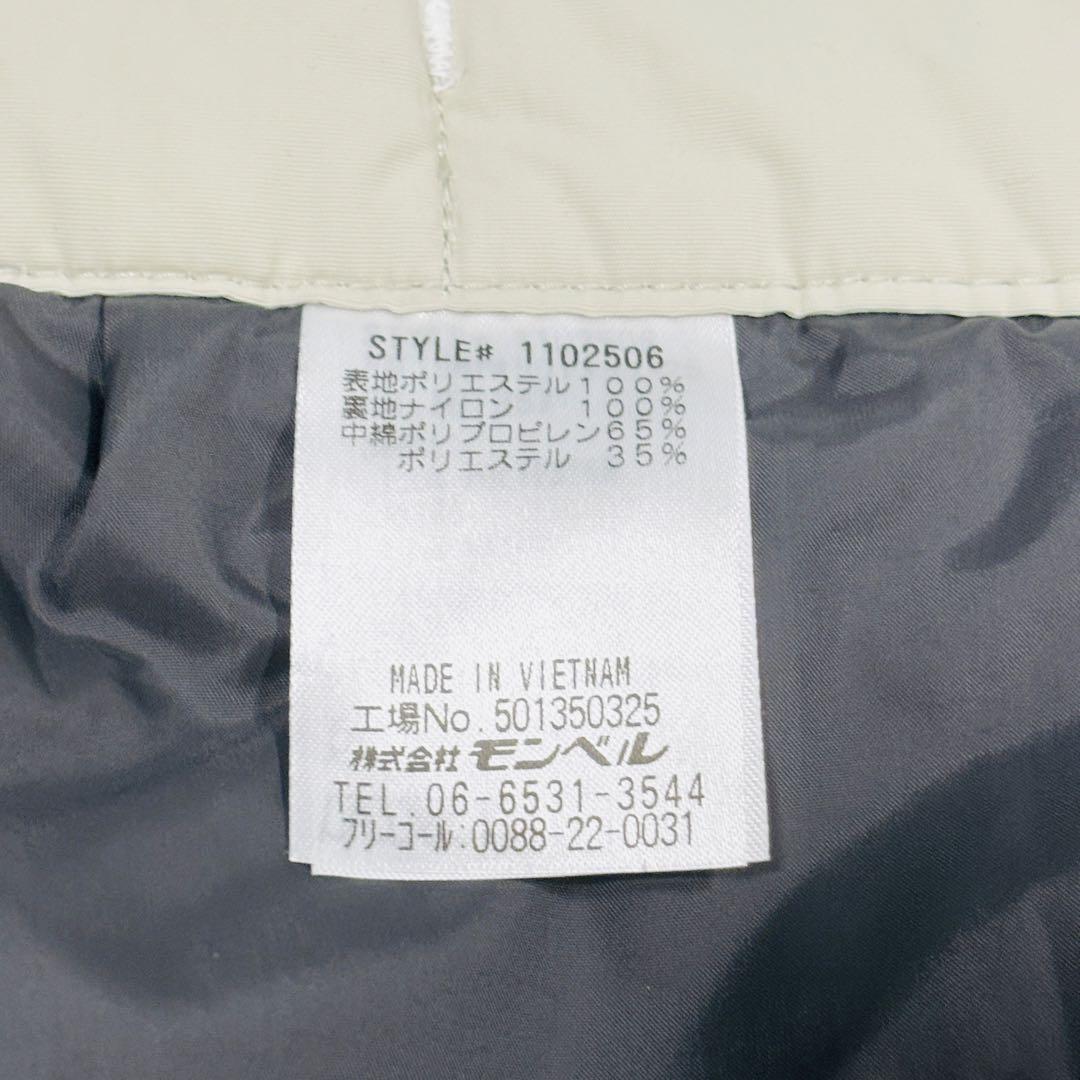 STYLE# 1102506
表地ポリエステル100%
裏地ナイロン 100%
中綿ポリプロピレン65%
ポリエステル 35%
MADE IN VIETNAM
工場No.501350325
株式会社 モンベル
TEL. 06-6531-3544
フリーコール:0088-22-0031